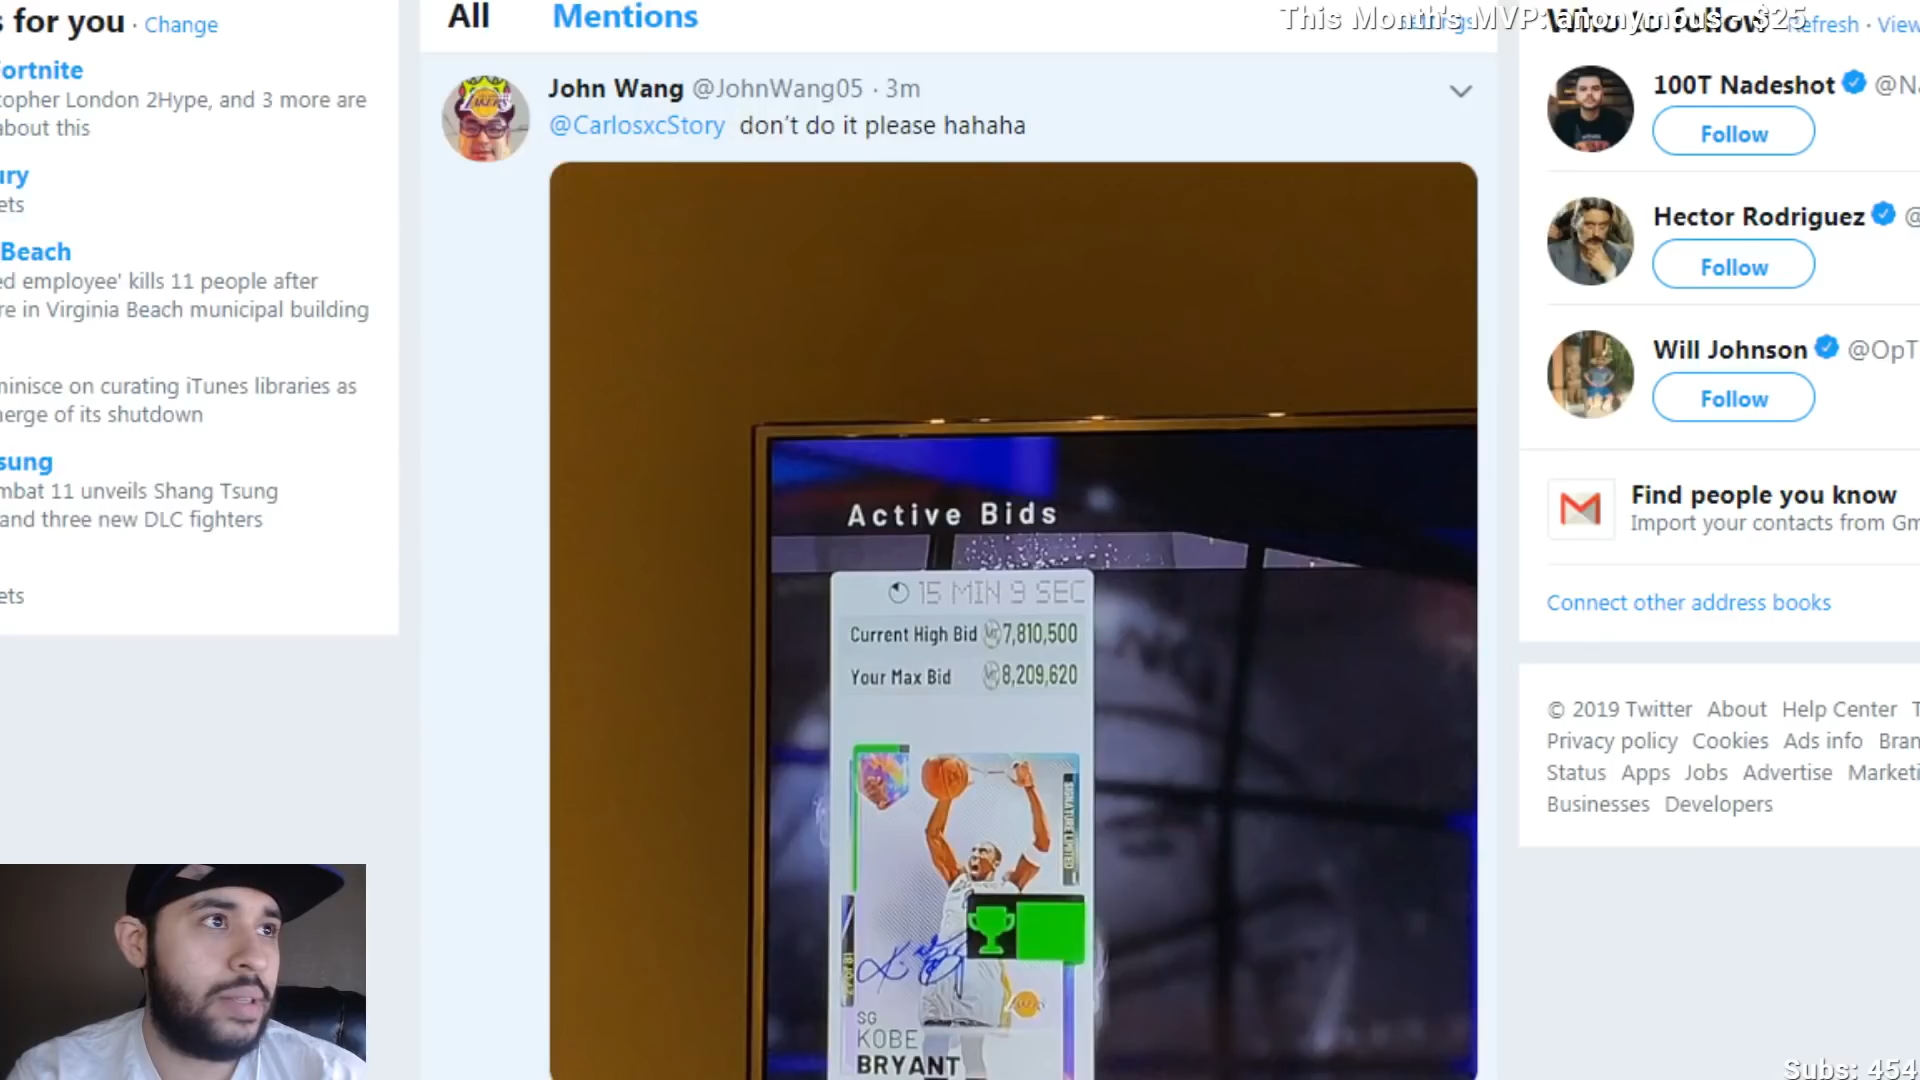 s for you · Change
ortnite
topher London 2Hype, and 3 more are
about this
ury
ets
Beach
ed employee' kills 11 people after
re in Virginia Beach municipal building
minisce on curating iTunes libraries as
merge of its shutdown
sung
mbat 11 unveils Shang Tsung
and three new DLC fighters
ets
All Mentions
John Wang @JohnWang05 · 3m
@CarlosxcStory don't do it please hahaha
Active Bids
15 MIN 9 SEC
Current High Bid 7,810,500
Your Max Bid 8,209,620
SIGNATURE LIMITED
SG
KOBE
BRYANT
This Month's MVP: anonymous - $25
Who to follow Refresh · View
100T Nadeshot @Na
Follow
Hector Rodriguez @
Follow
Will Johnson @OpT
Follow
Find people you know
Import your contacts from Gm
Connect other address books
© 2019 Twitter About Help Center T
Privacy policy Cookies Ads info Bran
Status Apps Jobs Advertise Marketi
Businesses Developers
Subs: 454